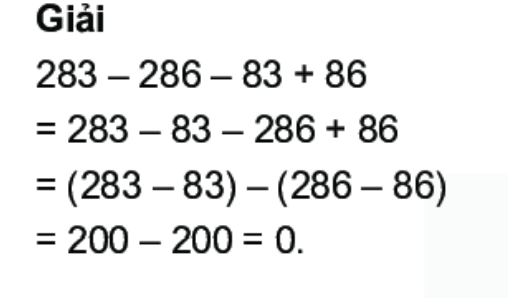 Giải
283 – 286 – 83 + 86
= 283 – 83 – 286 + 86
= (283 – 83) – (286 – 86)
= 200 – 200 = 0.